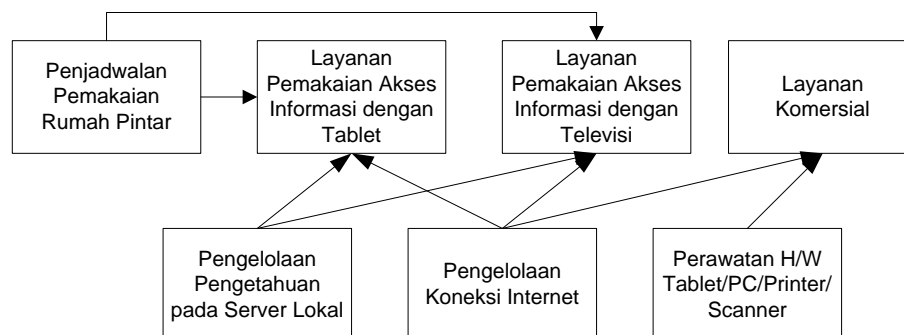 Penjadwalan
Pemakaian
Rumah Pintar
Layanan
Pemakaian Akses
Informasi dengan
Tablet
Layanan
Pemakaian Akses
Informasi dengan
Televisi
Layanan
Komersial
Pengelolaan
Pengetahuan
pada Server Lokal
Pengelolaan
Koneksi Internet
Perawatan H/W
Tablet/PC/Printer/
Scanner